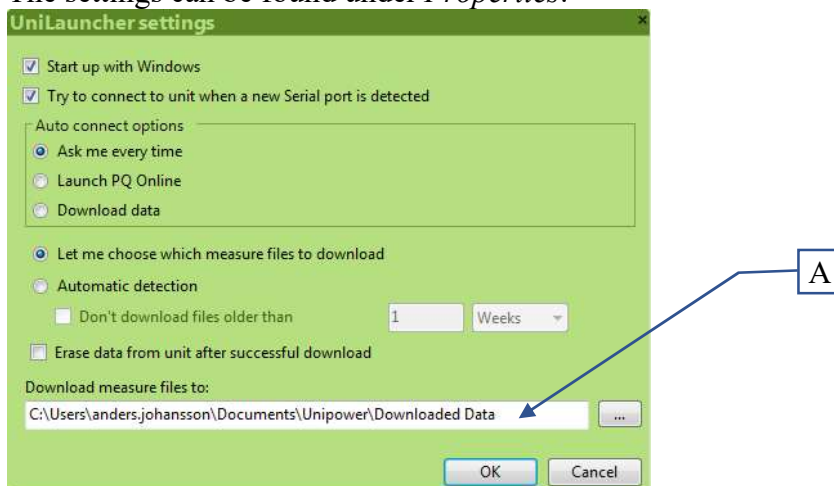 The settings can be found under Properties.
UniLauncher settings
Start up with Windows
Try to connect to unit when a new Serial port is detected
Auto connect options
Ask me every time
Launch PQ Online
Download data
Let me choose which measure files to download
Automatic detection
Don't download files older than 1 Weeks
Erase data from unit after successful download
Download measure files to:
C:\Users\anders.johansson\Documents\Unipower\Downloaded Data ...
OK Cancel
A